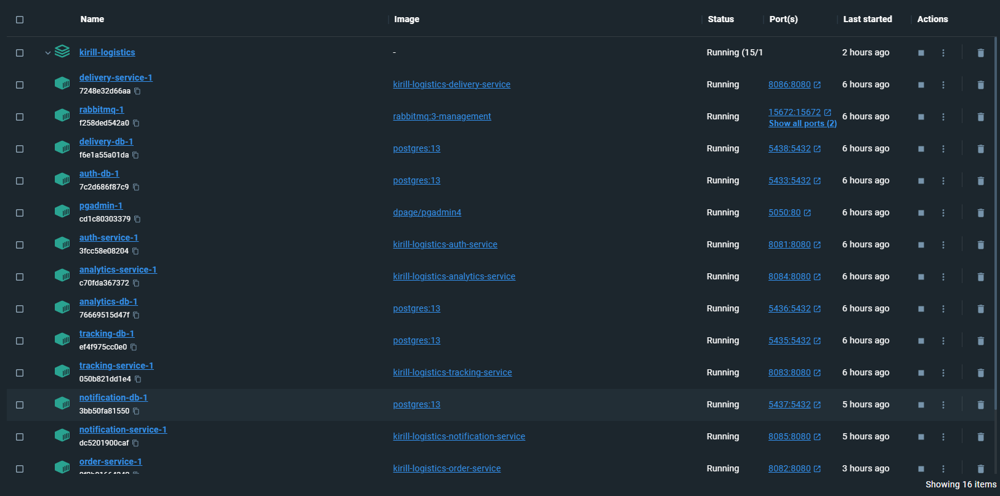 Name Image Status Port(s) Last started Actions
kirill-logistics - Running (15/1 2 hours ago
delivery-service-1
7248e32d66aa
kirill-logistics-delivery-service Running 8086:8080 6 hours ago
rabbitmq-1
f258ded542a0
rabbitmq:3-management Running 15672:15672 6 hours ago
Show all ports (2)
delivery-db-1
f6e1a55a01da
postgres:13 Running 5438:5432 6 hours ago
auth-db-1
7c2d686f87c9
postgres:13 Running 5433:5432 6 hours ago
pgadmin-1
cd1c80303379
dpage/pgadmin4 Running 5050:80 6 hours ago
auth-service-1
3fcc58e08204
kirill-logistics-auth-service Running 8081:8080 6 hours ago
analytics-service-1
c70fda367372
kirill-logistics-analytics-service Running 8084:8080 6 hours ago
analytics-db-1
76669515d47f
postgres:13 Running 5436:5432 6 hours ago
tracking-db-1
ef4f975cc0e0
postgres:13 Running 5435:5432 6 hours ago
tracking-service-1
050b821dd1e4
kirill-logistics-tracking-service Running 8083:8080 6 hours ago
notification-db-1
3bb50fa81550
postgres:13 Running 5437:5432 5 hours ago
notification-service-1
dc5201900caf
kirill-logistics-notification-service Running 8085:8080 5 hours ago
order-service-1
kirill-logistics-order-service Running 8082:8080 3 hours ago
Showing 16 items